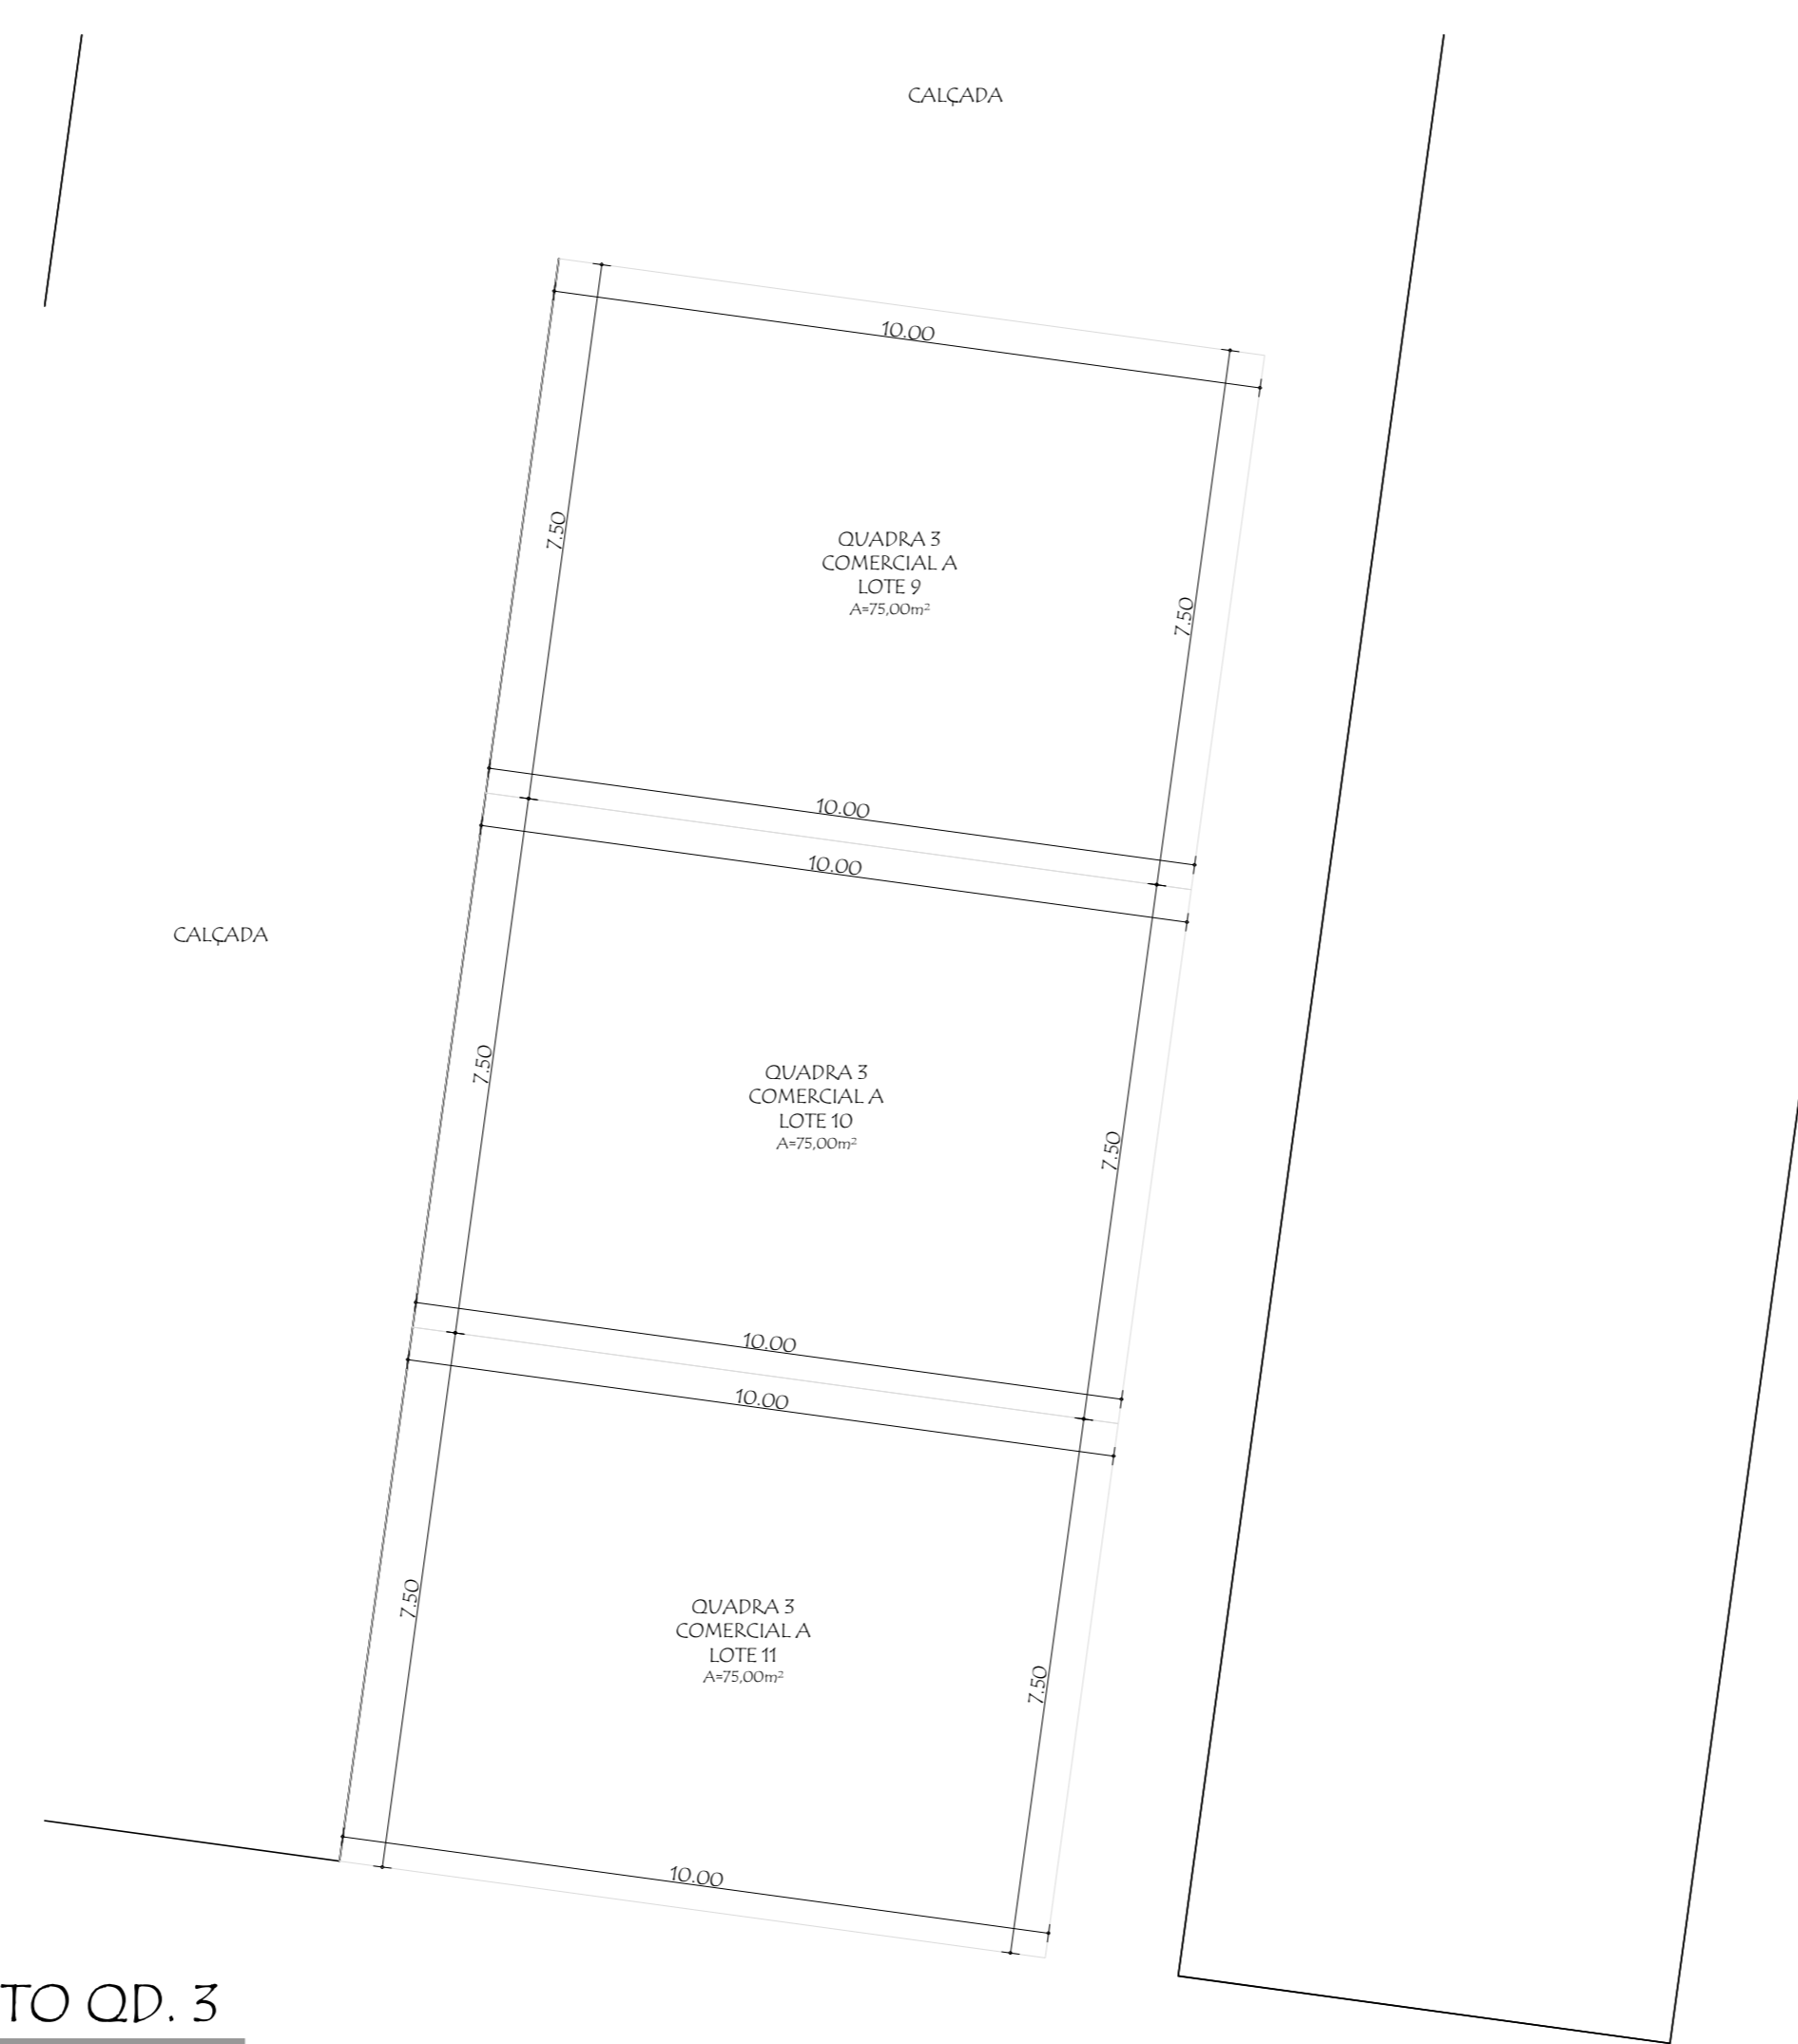 CALÇADA
10.00
7.50
QUADRA 3
COMERCIAL A
LOTE 9
A=75,00m²
7.50
10.00
10.00
CALÇADA
7.50
QUADRA 3
COMERCIAL A
LOTE 10
A=75,00m²
7.50
10.00
10.00
7.50
QUADRA 3
COMERCIAL A
LOTE 11
A=75,00m²
7.50
10.00
TO QD. 3